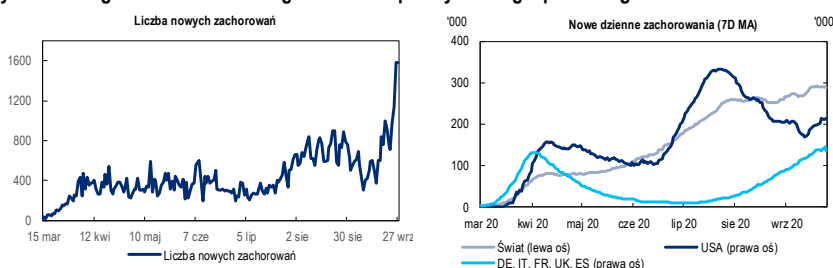 Liczba nowych zachorowań
1600
1200
800
400
0
15 mar 12 kwi 10 maj 7 cze 5 lip 2 sie 30 sie 27 wrz
Liczba nowych zachorowań
'000 Nowe dzienne zachorowania (7D MA) '000
400
300
200
100
0
mar 20 kwi 20 maj 20 cze 20 lip 20 sie 20 wrz 20
Świat (lewa oś) USA (prawa oś)
DE, IT, FR, UK, ES (prawa oś)